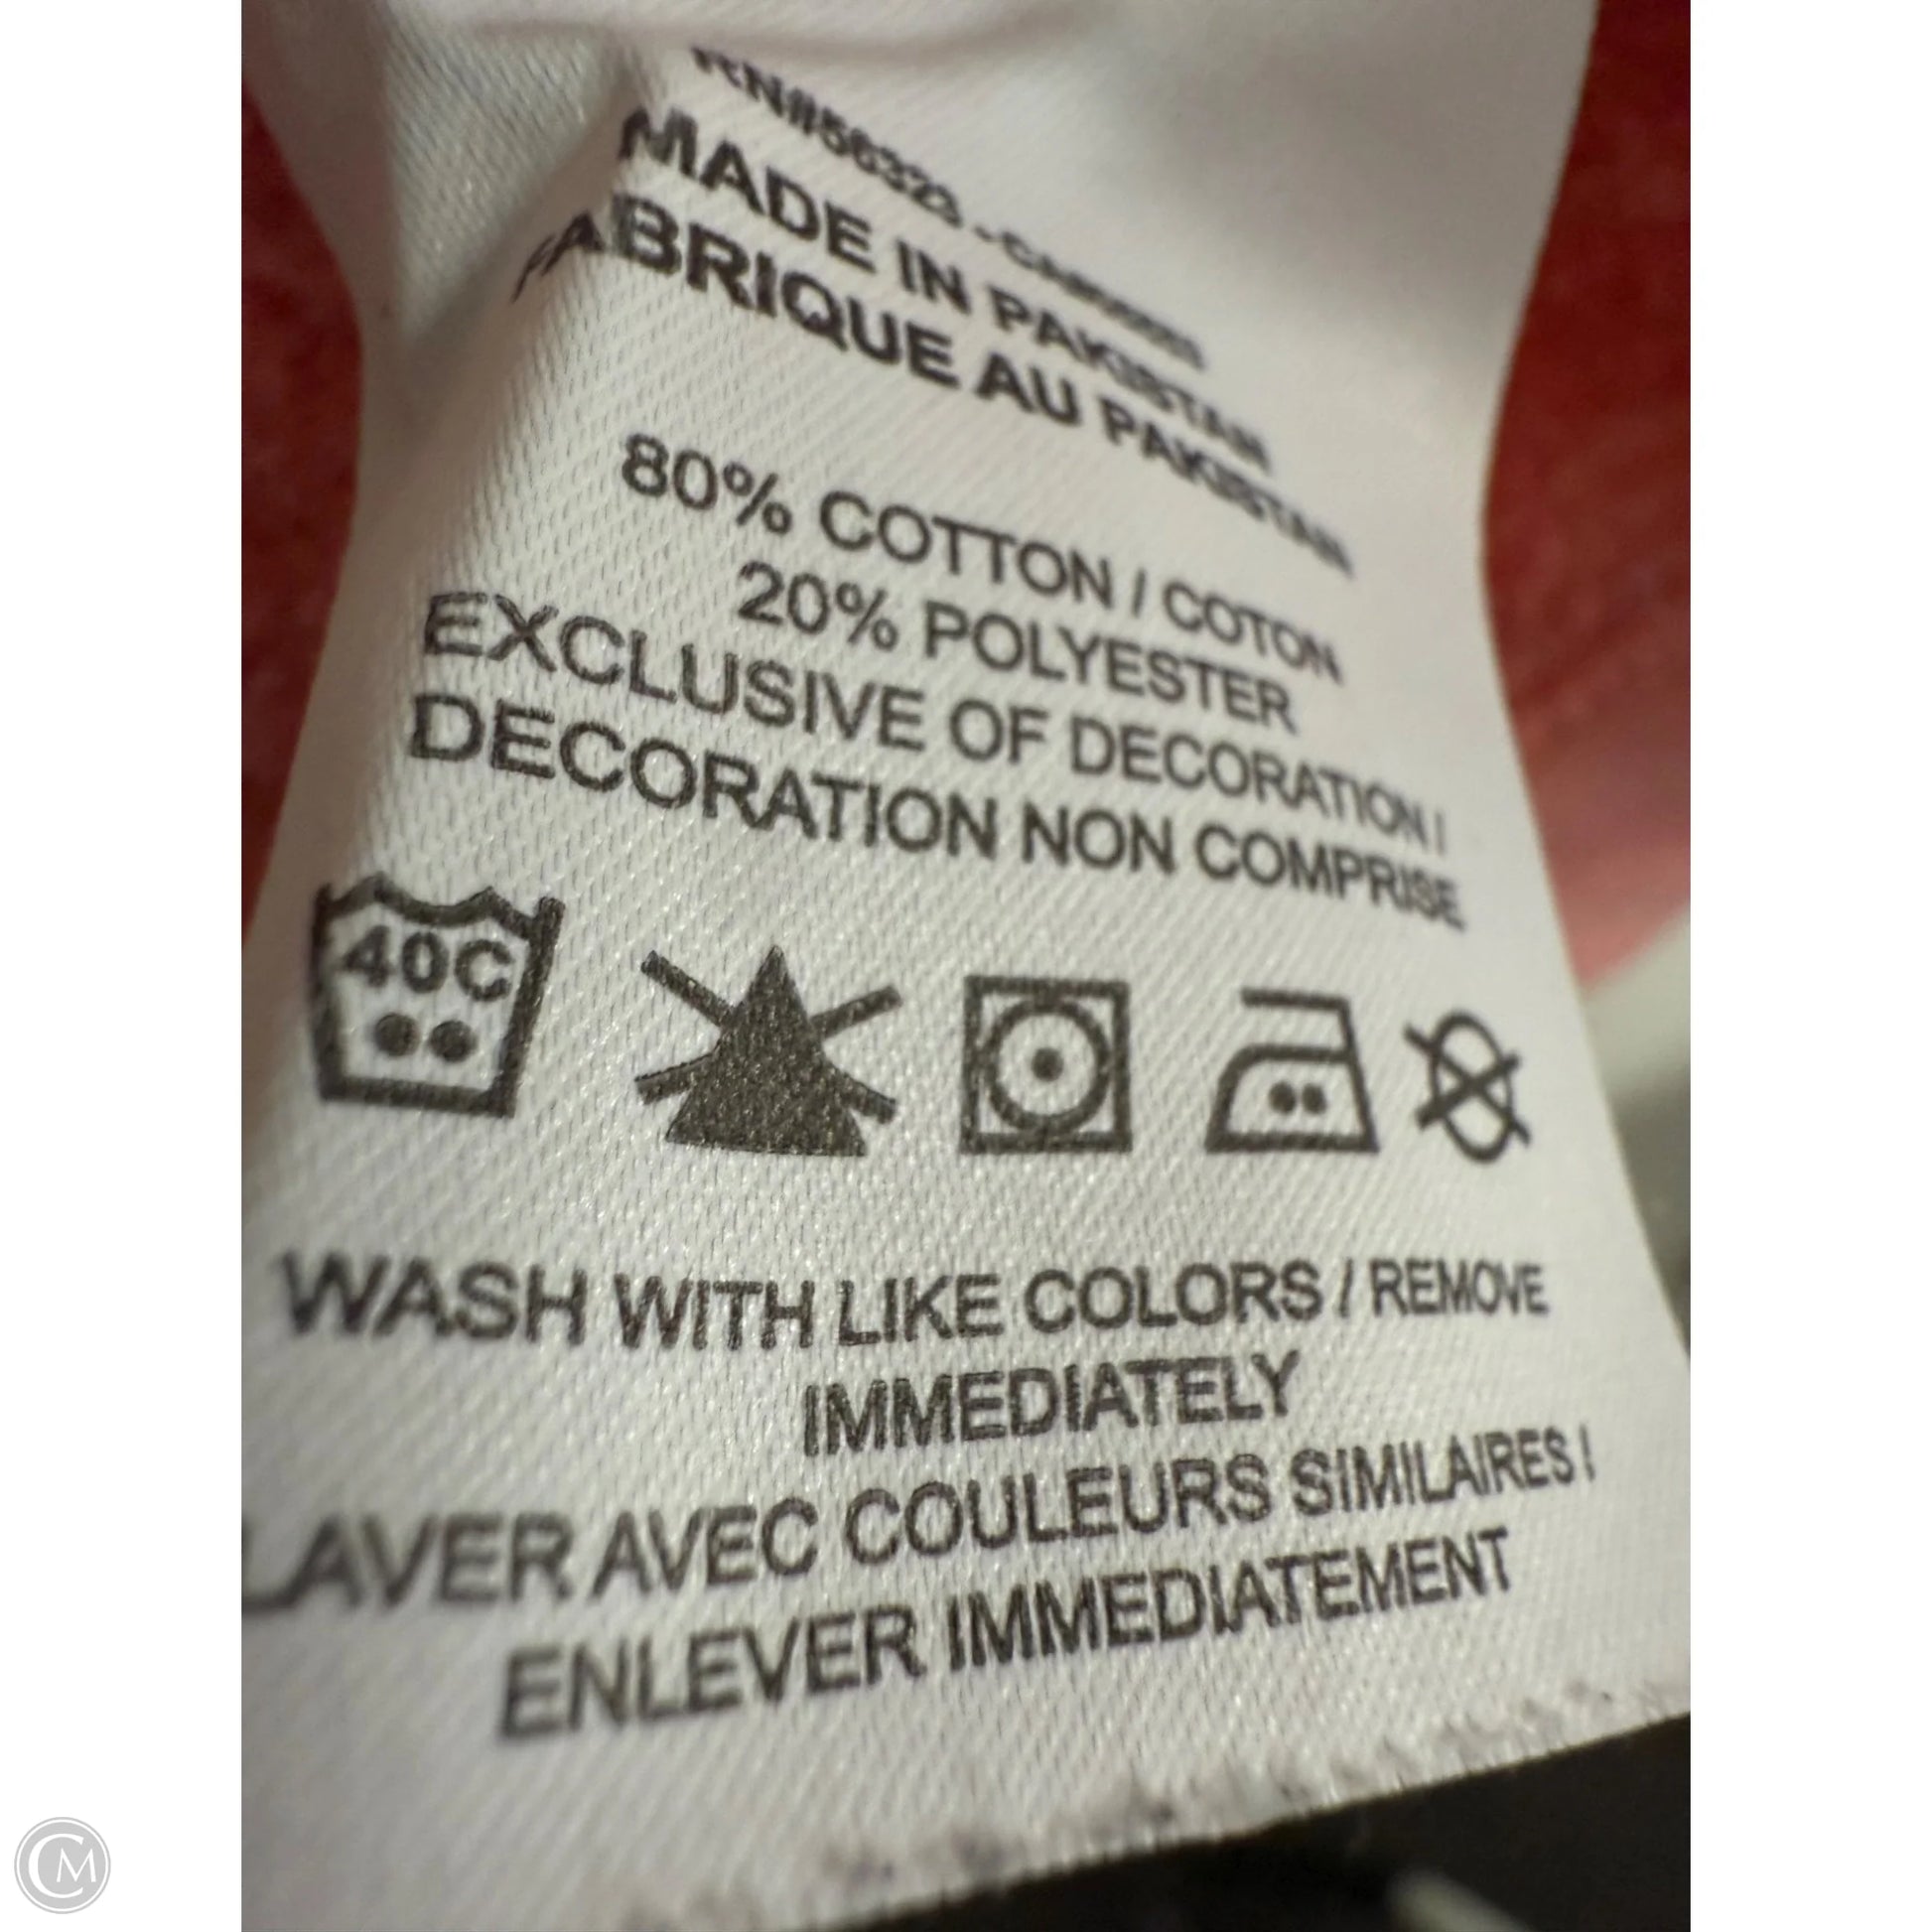 MADE IN PAKISTAN
FABRIQUE AU PAKISTAN
80% COTTON / COTON
20% POLYESTER
EXCLUSIVE OF DECORATION /
DECORATION NON COMPRISE
40C
WASH WITH LIKE COLORS / REMOVE
IMMEDIATELY
LAVER AVEC COULEURS SIMILAIRES /
ENLEVER IMMEDIATEMENT
CM